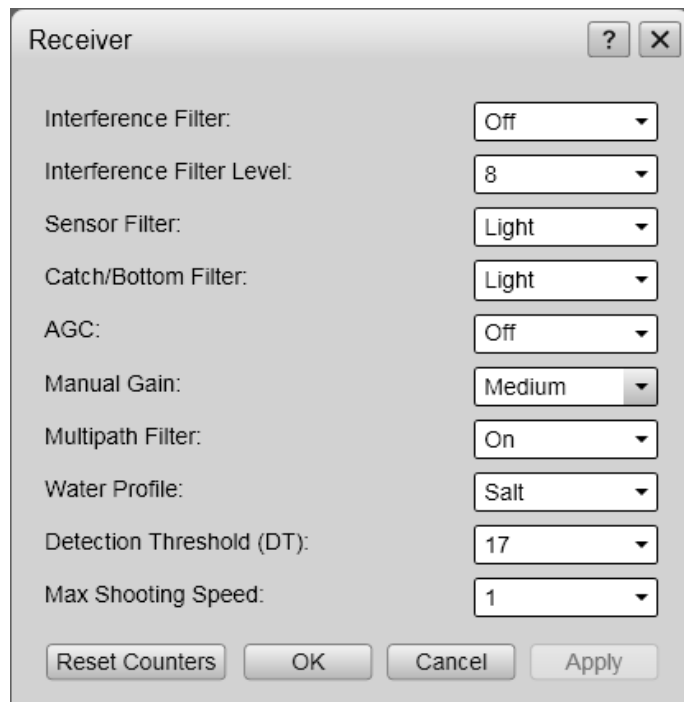 Receiver ? X
Interference Filter: Off
Interference Filter Level: 8
Sensor Filter: Light
Catch/Bottom Filter: Light
AGC: Off
Manual Gain: Medium
Multipath Filter: On
Water Profile: Salt
Detection Threshold (DT): 17
Max Shooting Speed: 1
Reset Counters OK Cancel Apply